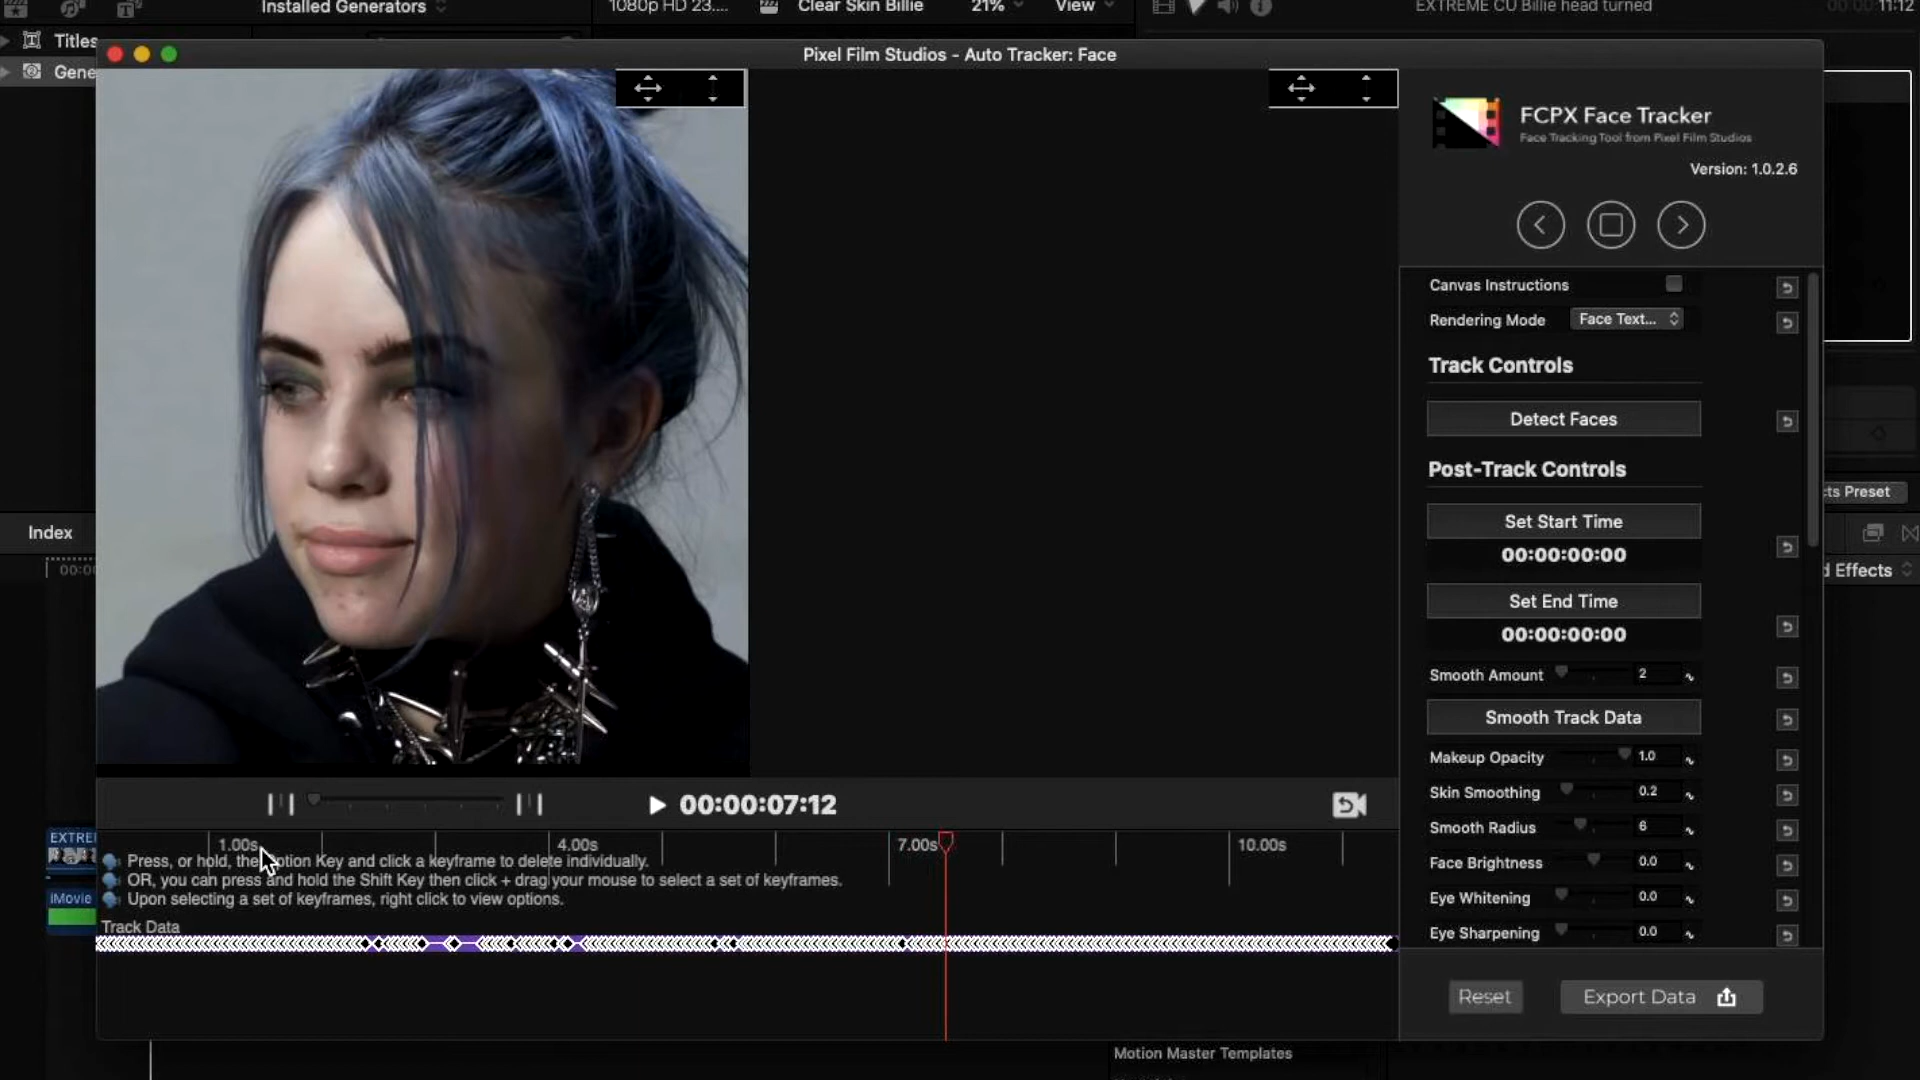 Installed Generators
1080p HD 23....
Clear Skin Billie
21%
View
EXTREME CU Billie head turned
11:12
Titles
Gene
Pixel Film Studios - Auto Tracker: Face
FCPX Face Tracker
Face Tracking Tool from Pixel Film Studios
Version: 1.0.2.6
Canvas Instructions
Rendering Mode
Face Text...
Track Controls
Detect Faces
Post-Track Controls
Set Start Time
00:00:00:00
Set End Time
00:00:00:00
Smooth Amount 2
Smooth Track Data
Makeup Opacity 1.0
Skin Smoothing 0.2
Smooth Radius 6
Face Brightness 0.0
Eye Whitening 0.0
Eye Sharpening 0.0
Reset
Export Data
cts Preset
d Effects
Index
00:0
EXTREI
iMovie
00:00:07:12
1.00s
4.00s
7.00s
10.00s
Press, or hold, the option Key and click a keyframe to delete individually.
OR, you can press and hold the Shift Key then click + drag your mouse to select a set of keyframes.
Upon selecting a set of keyframes, right click to view options.
Track Data
Motion Master Templates